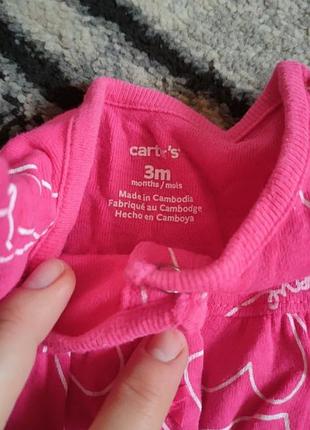 carter's
3m
months / mois
Made in Cambodia
Fabriqué au Cambodge
Hecho en Camboya